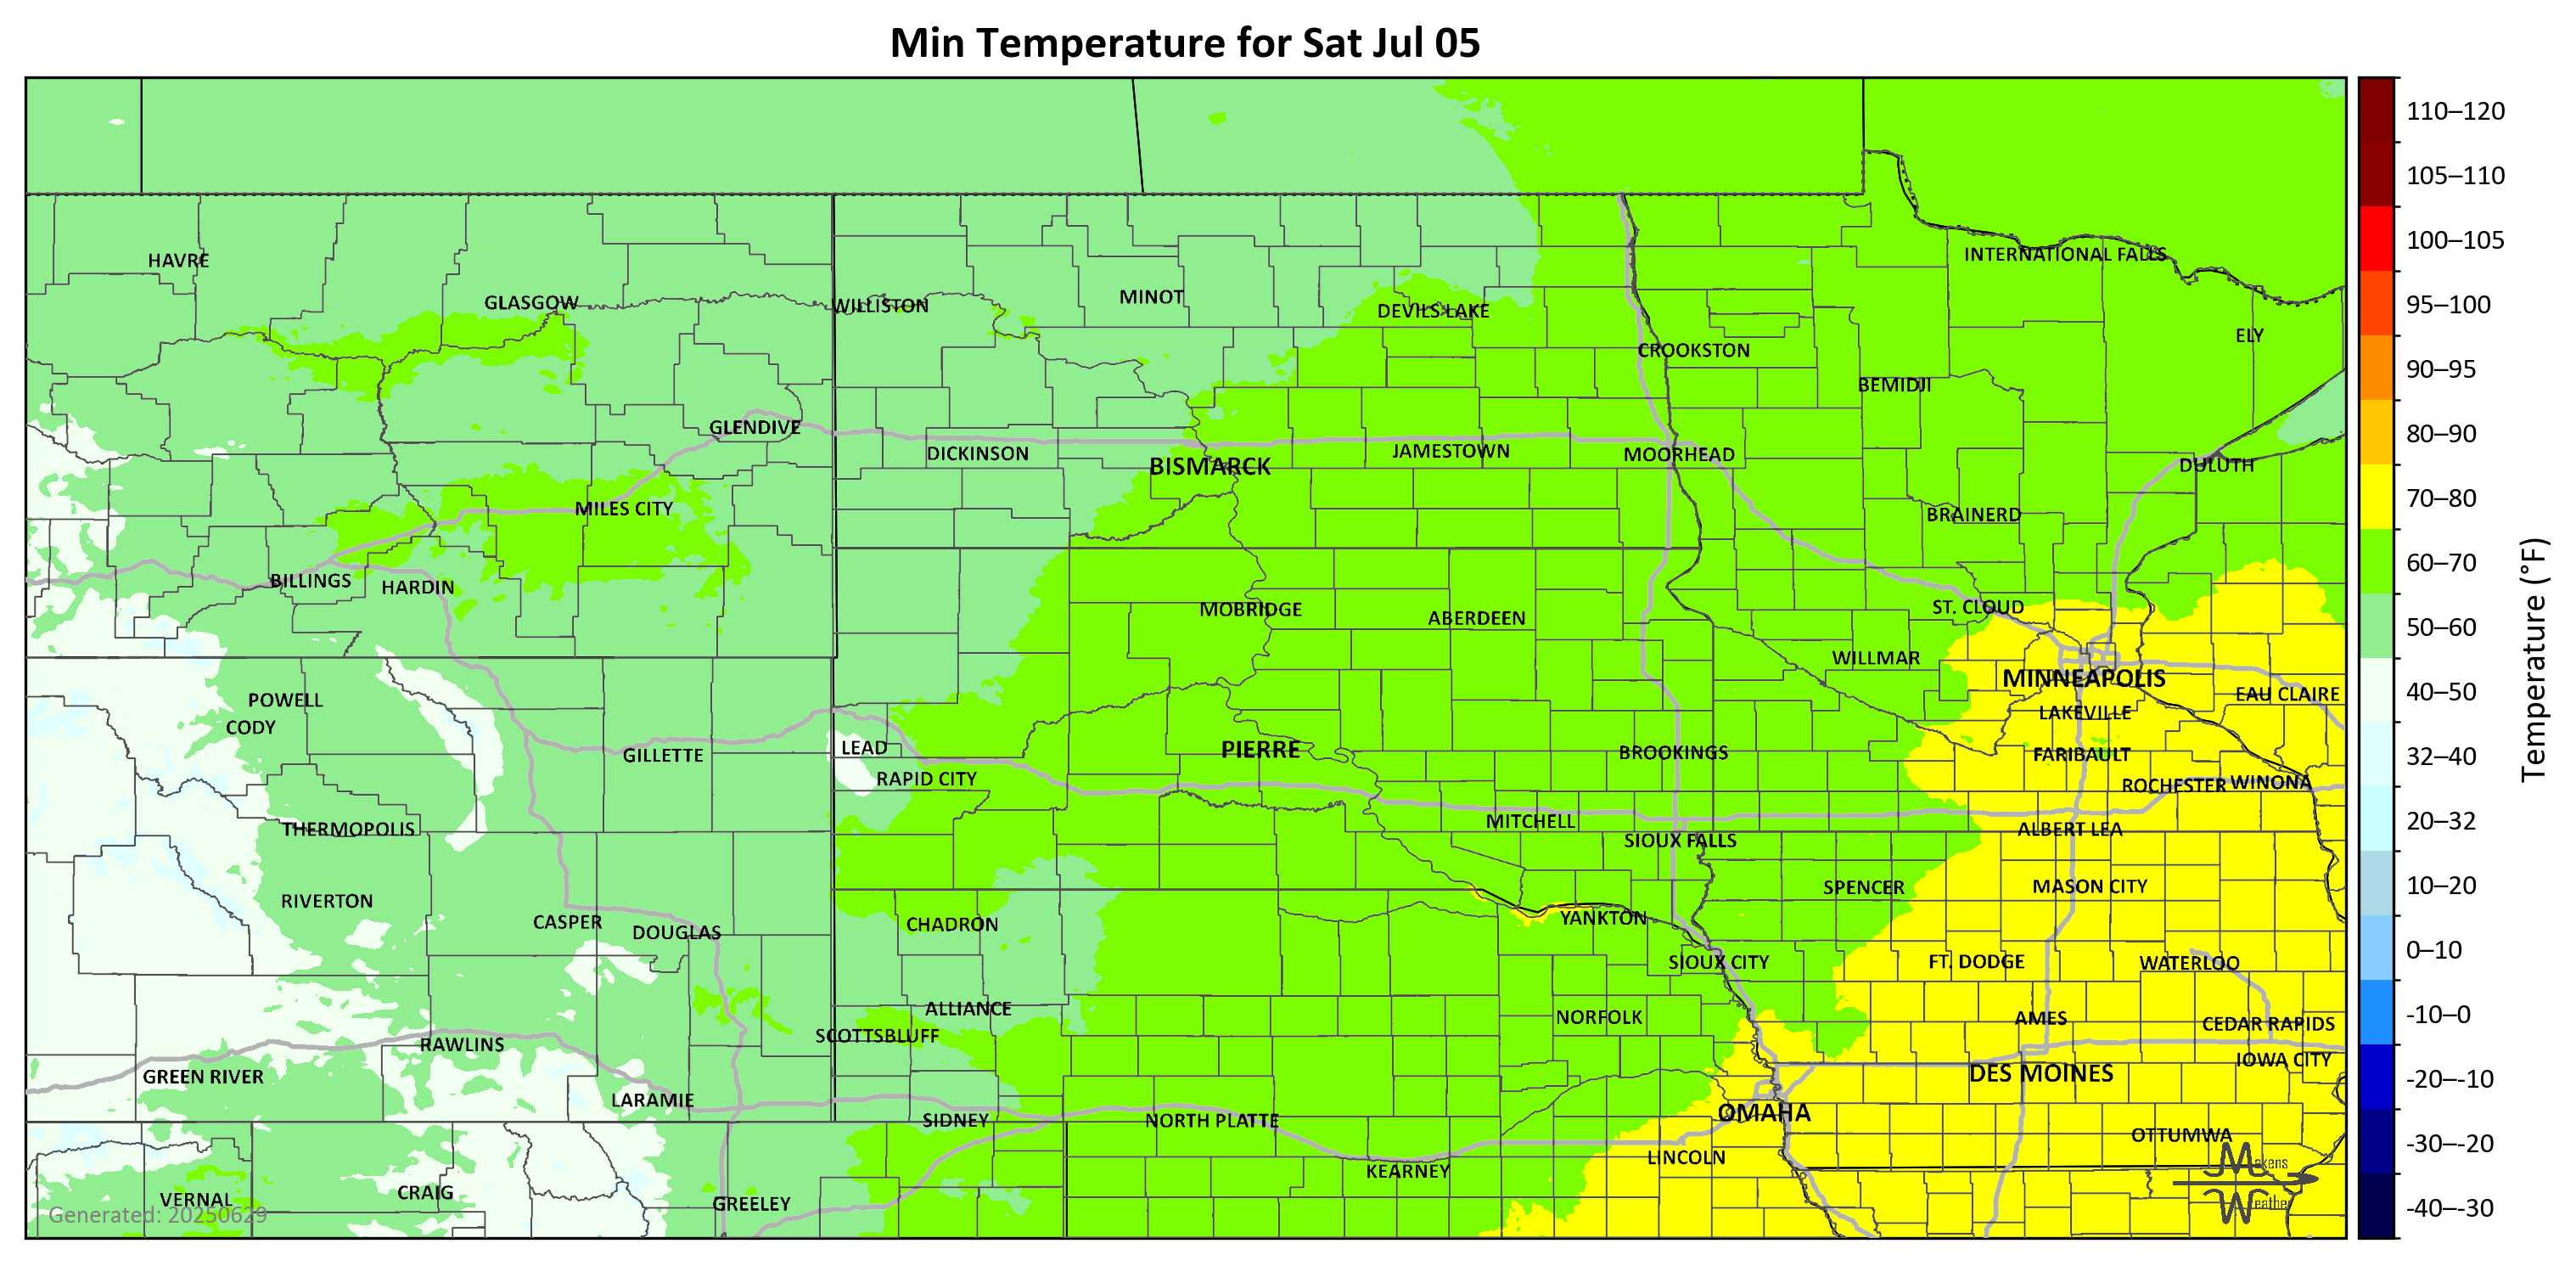 Min Temperature for Sat Jul 05
HAVRE
GLASGOW
WILLISTON
MINOT
DEVILS LAKE
INTERNATIONAL FALLS
ELY
CROOKSTON
BEMIDJI
GLENDIVE
DICKINSON
BISMARCK
JAMESTOWN
MOORHEAD
DULUTH
MILES CITY
BRAINERD
BILLINGS
HARDIN
MOBRIDGE
ABERDEEN
ST. CLOUD
WILLMAR
MINNEAPOLIS
EAU CLAIRE
POWELL
CODY
LAKEVILLE
GILLETTE
LEAD
RAPID CITY
PIERRE
BROOKINGS
FARIBAULT
ROCHESTER
WINONA
THERMOPOLIS
MITCHELL
SIOUX FALLS
ALBERT LEA
RIVERTON
CASPER
DOUGLAS
CHADRON
YANKTON
SPENCER
MASON CITY
SIOUX CITY
FT. DODGE
WATERLOO
ALLIANCE
SCOTTSBLUFF
NORFOLK
AMES
CEDAR RAPIDS
IOWA CITY
RAWLINS
GREEN RIVER
LARAMIE
SIDNEY
NORTH PLATTE
OMAHA
DES MOINES
OTTUMWA
KEARNEY
LINCOLN
VERNAL
CRAIG
GREELEY
Generated: 20250629
Makens
Weather
110–120
105–110
100–105
95–100
90–95
80–90
70–80
60–70
50–60
40–50
32–40
20–32
10–20
0–10
-10–0
-20–-10
-30–-20
-40–-30
Temperature (°F)